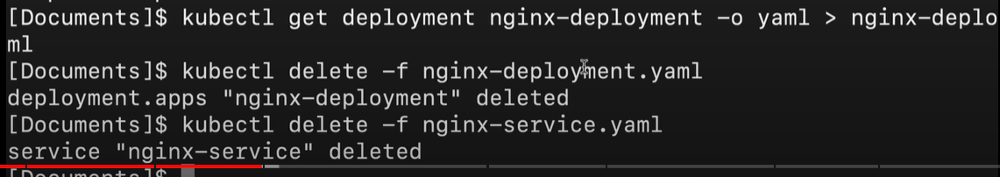 [Documents]$ kubectl get deployment nginx-deployment -o yaml > nginx-deplo
ml
[Documents]$ kubectl delete -f nginx-deployment.yaml
deployment.apps "nginx-deployment" deleted
[Documents]$ kubectl delete -f nginx-service.yaml
service "nginx-service" deleted
[Documents]$